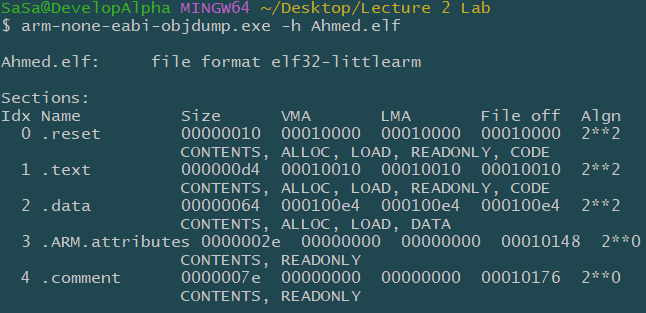 SaSa@DevelopAlpha MINGW64 ~/Desktop/Lecture 2 Lab
$ arm-none-eabi-objdump.exe -h Ahmed.elf
Ahmed.elf:     file format elf32-littlearm
Sections:
Idx Name          Size      VMA       LMA       File off  Algn
  0 .reset        00000010  00010000  00010000  00010000  2**2
                  CONTENTS, ALLOC, LOAD, READONLY, CODE
  1 .text         000000d4  00010010  00010010  00010010  2**2
                  CONTENTS, ALLOC, LOAD, READONLY, CODE
  2 .data         00000064  000100e4  000100e4  000100e4  2**2
                  CONTENTS, ALLOC, LOAD, DATA
  3 .ARM.attributes 0000002e  00000000  00000000  00010148  2**0
                  CONTENTS, READONLY
  4 .comment      0000007e  00000000  00000000  00010176  2**0
                  CONTENTS, READONLY